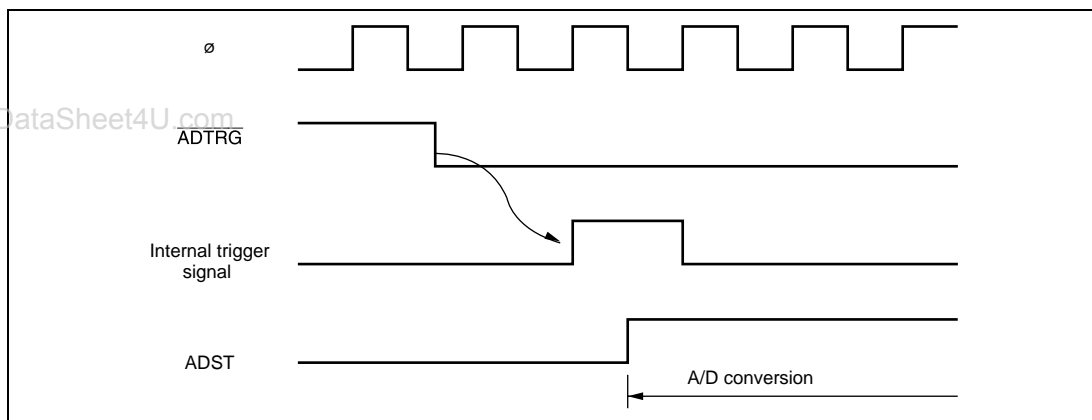 ø
DataSheet4U.com
ADTRG
Internal trigger
signal
ADST
A/D conversion